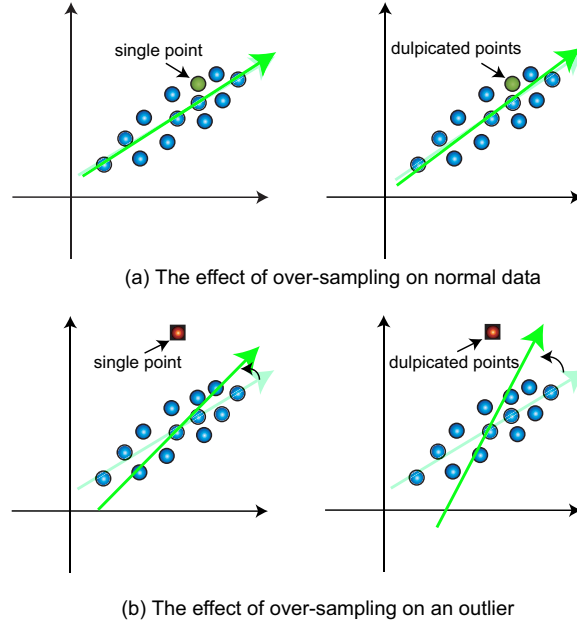 single point
dulpicated points
(a) The effect of over-sampling on normal data
single point
dulpicated points
(b) The effect of over-sampling on an outlier